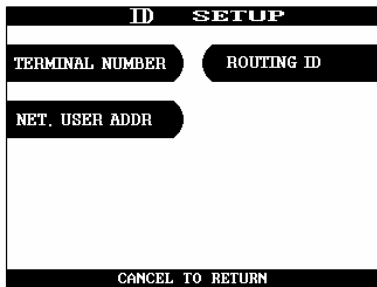 ID SETUP
TERMINAL NUMBER
ROUTING ID
NET. USER ADDR
CANCEL TO RETURN